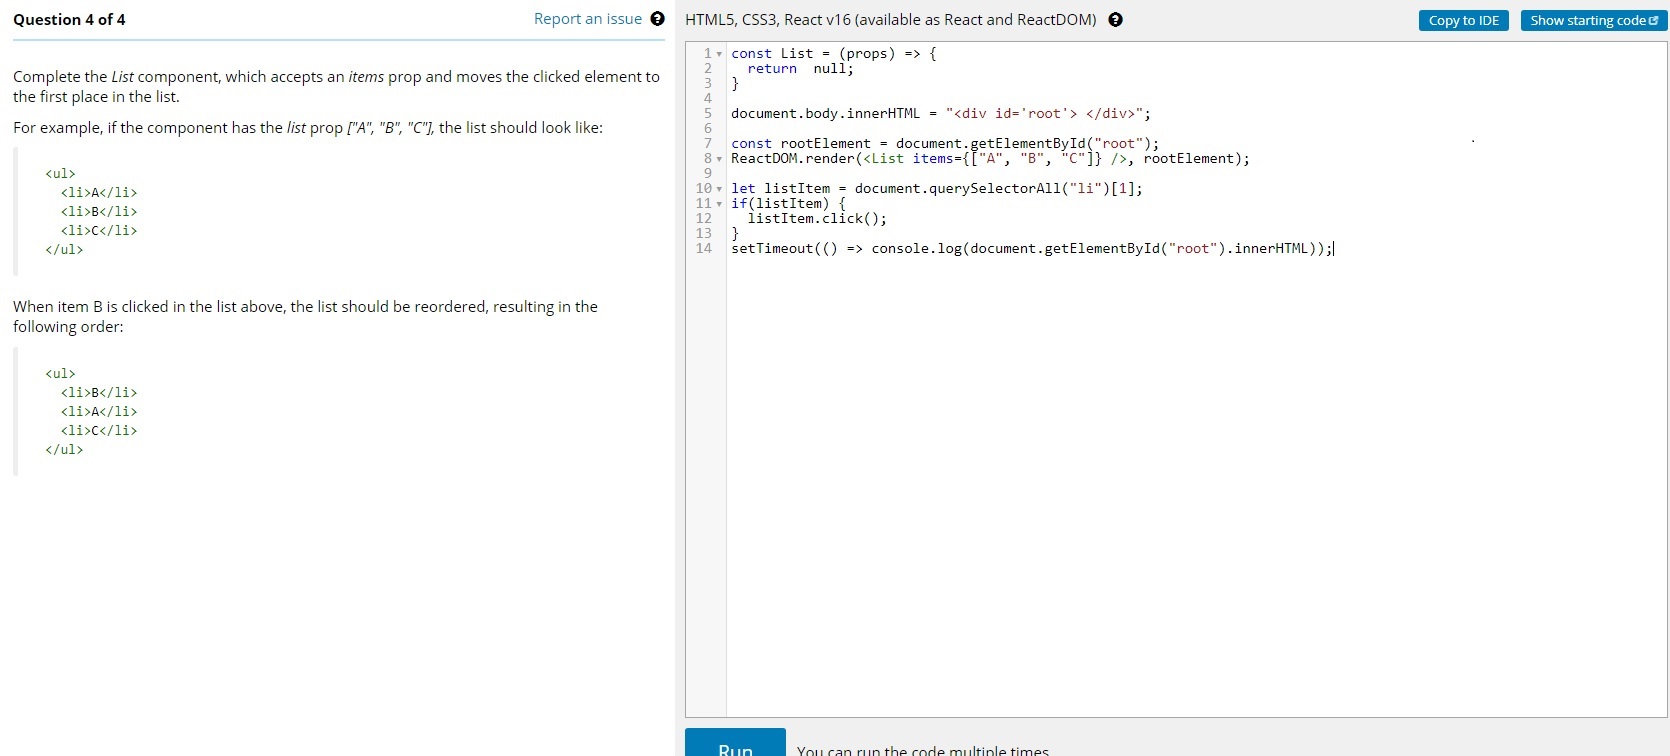 Question 4 of 4
Report an issue ?
Complete the List component, which accepts an items prop and moves the clicked element to
the first place in the list.
For example, if the component has the list prop ["A", "B", "C"], the list should look like:
<ul>
<li>A</li>
<li>B</li>
<li>C</li>
</ul>
When item B is clicked in the list above, the list should be reordered, resulting in the
following order:
<ul>
<li>B</li>
<li>A</li>
<li>C</li>
</ul>
HTML5, CSS3, React v16 (available as React and ReactDOM) ?
Copy to IDE
Show starting code
1 const List = (props) => {
2   return  null;
3 }
4
5 document.body.innerHTML = "<div id='root'> </div>";
6
7 const rootElement = document.getElementById("root");
8 ReactDOM.render(<List items={["A", "B", "C"]} />, rootElement);
9
10 let listItem = document.querySelectorAll("li")[1];
11 if(listItem) {
12   listItem.click();
13 }
14 setTimeout(() => console.log(document.getElementById("root").innerHTML));
Run
You can run the code multiple times